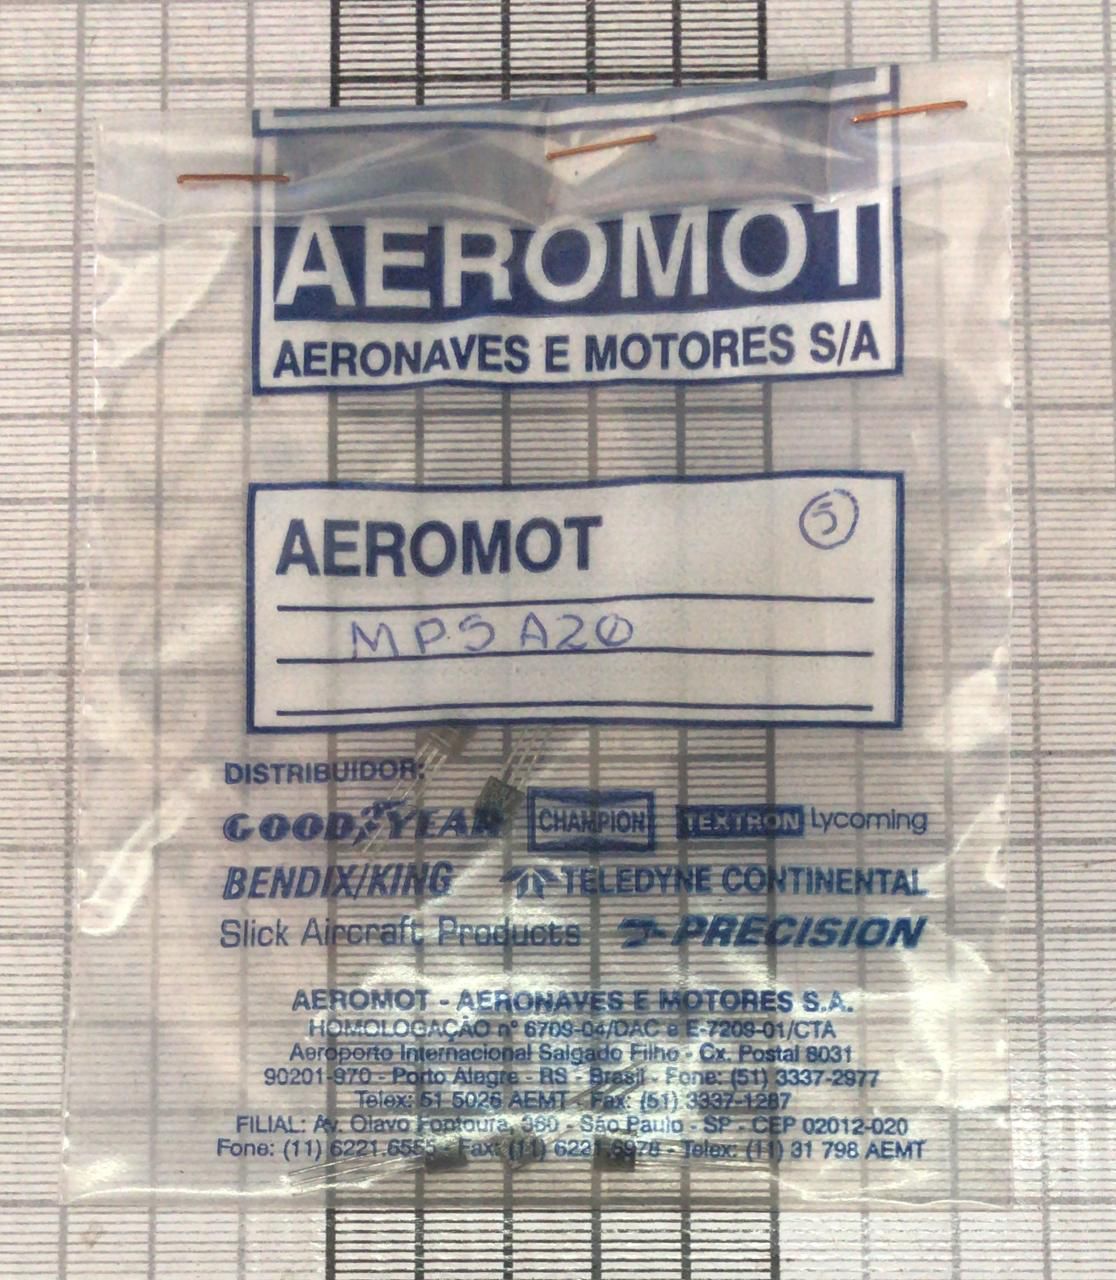 AEROMOT
AERONAVES E MOTORES S/A
AEROMOT 5
MPS A20
DISTRIBUIDOR:
GOODYEAR CHAMPION TEXTRON Lycoming
BENDIX/KING TELEDYNE CONTINENTAL
Slick Aircraft Products PRECISION
AEROMOT - AERONAVES E MOTORES S.A.
HOMOLOGAÇÃO nº 6709-04/DAC e E-7209-01/CTA
Aeroporto Internacional Salgado Filho - Cx. Postal 8031
90201-970 - Porto Alegre - RS - Brasil - Fone: (51) 3337-2977
Telex: 51 5026 AEMT - Fax: (51) 3337-1287
FILIAL: Av. Olavo Fontoura, 360 - São Paulo - SP - CEP 02012-020
Fone: (11) 6221.6555 - Fax: (11) 6221.6978 - Telex: (11) 31 798 AEMT